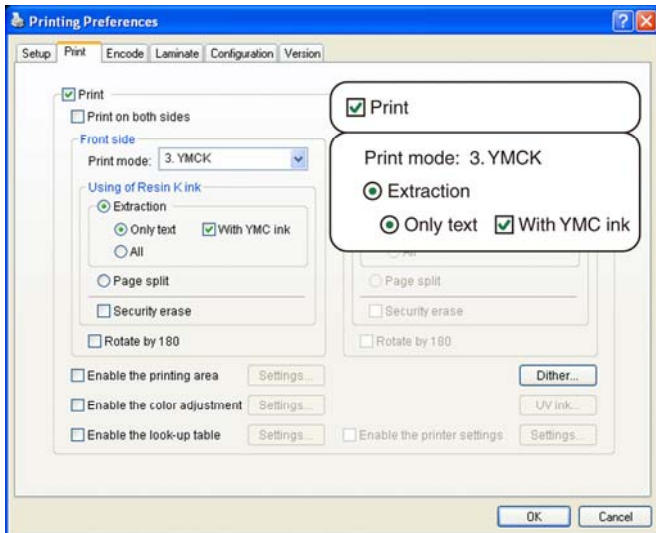 Printing Preferences
Setup Print Encode Laminate Configuration Version
Print
Print on both sides
Front side
Print mode: 3. YMCK
Using of Resin K ink
Extraction
Only text With YMC ink
All
Page split
Security erase
Rotate by 180
Print
Print mode: 3. YMCK
Extraction
Only text With YMC ink
Page split
Security erase
Rotate by 180
Enable the printing area Settings... Dither...
Enable the color adjustment Settings... UV ink...
Enable the look-up table Settings... Enable the printer settings Settings...
OK Cancel